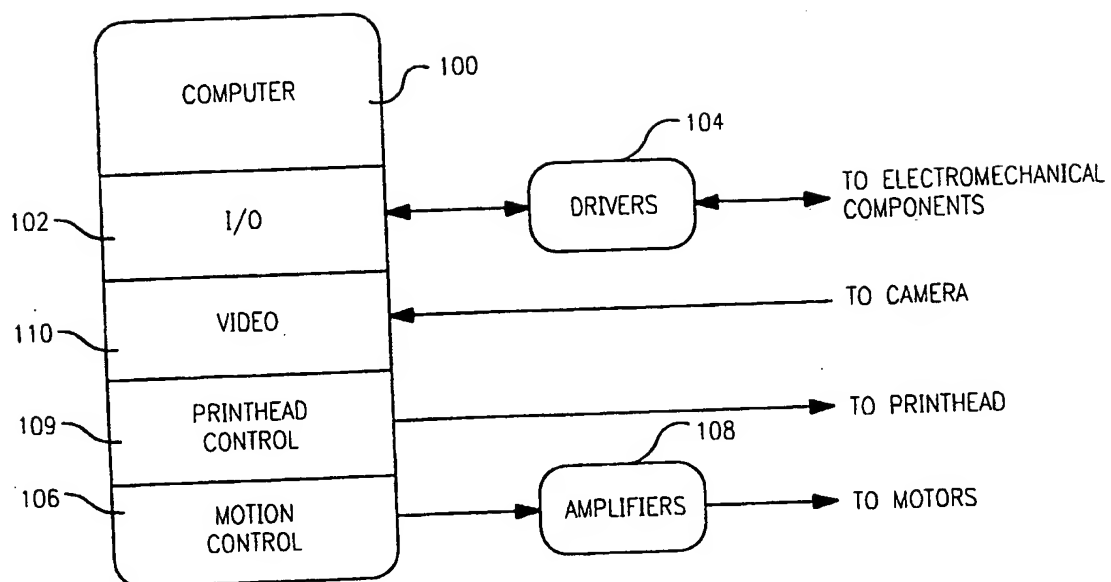 COMPUTER
100
104
102
I/O
DRIVERS
TO ELECTROMECHANICAL
COMPONENTS
110
VIDEO
TO CAMERA
109
PRINTHEAD
CONTROL
TO PRINTHEAD
108
106
MOTION
CONTROL
AMPLIFIERS
TO MOTORS